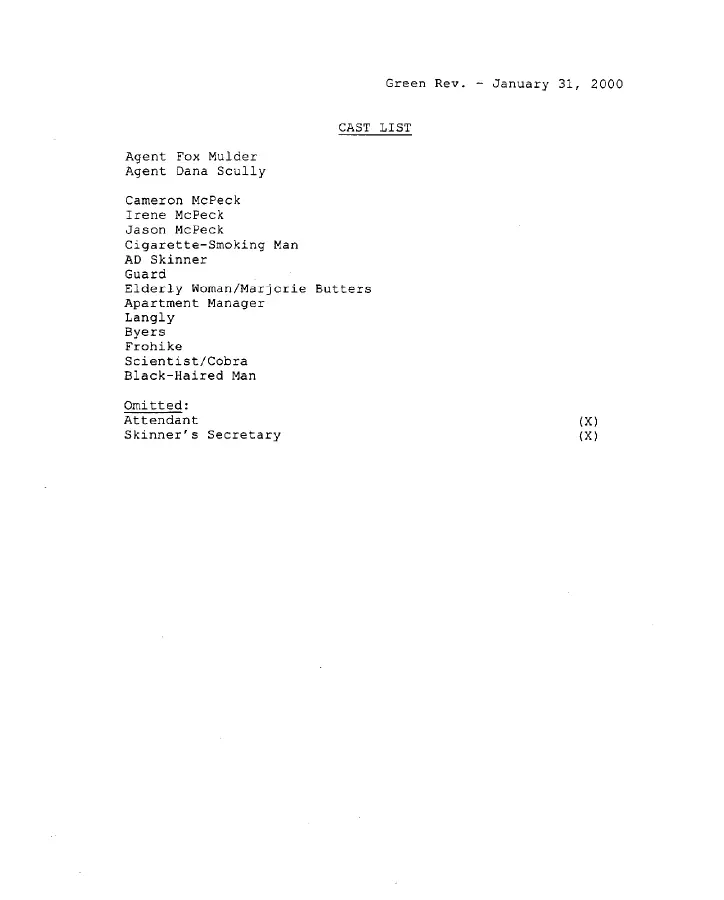 Green Rev. - January 31, 2000
CAST LIST
Agent Fox Mulder
Agent Dana Scully
Cameron McPeck
Irene McPeck
Jason McPeck
Cigarette-Smoking Man
AD Skinner
Guard
Elderly Woman/Marjorie Butters
Apartment Manager
Langly
Byers
Frohike
Scientist/Cobra
Black-Haired Man
Omitted:
Attendant (X)
Skinner's Secretary (X)